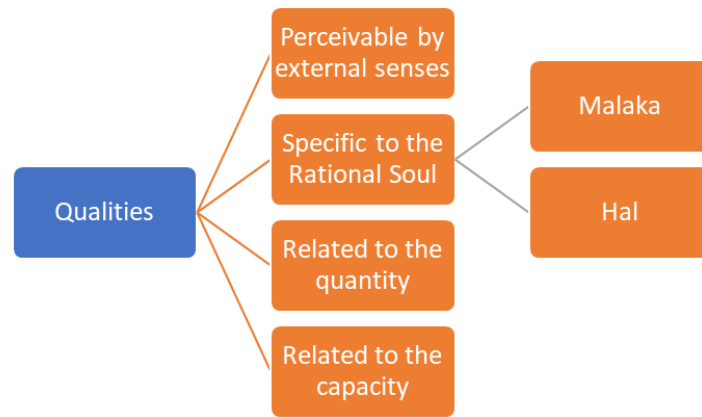 Qualities
Perceivable by
external senses
Specific to the
Rational Soul
Related to the
quantity
Related to the
capacity
Malaka
Hal